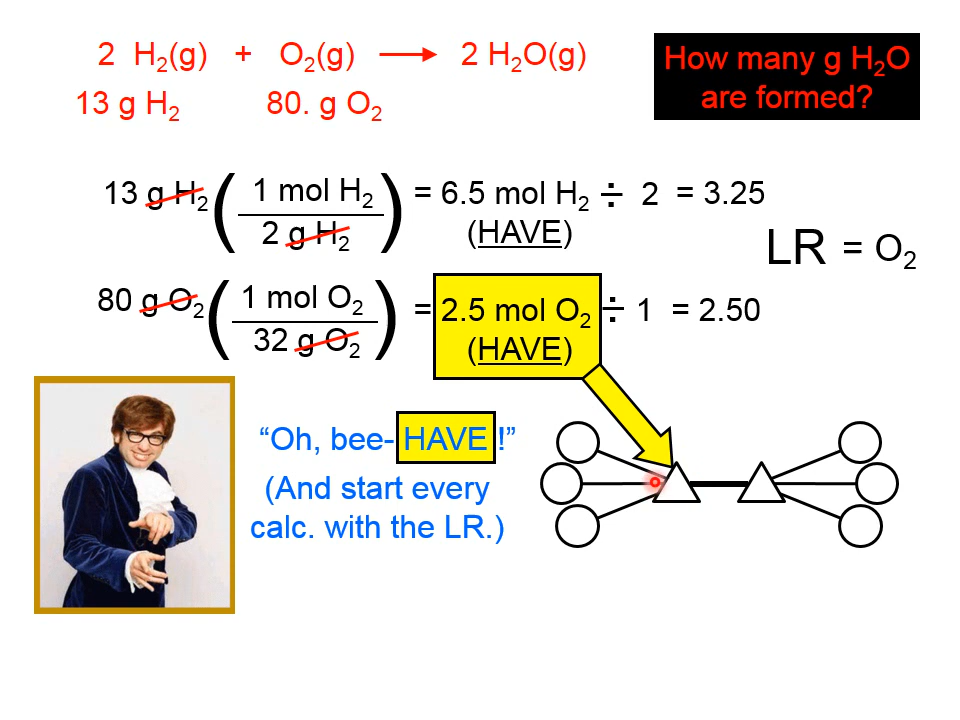 2 H₂(g) + O₂(g) ⟶ 2 H₂O(g)
13 g H₂ 80. g O₂
How many g H₂O
are formed?
13 g H₂ ( 1 mol H₂ / 2 g H₂ ) = 6.5 mol H₂ ÷ 2 = 3.25
(HAVE)
LR = O₂
80 g O₂ ( 1 mol O₂ / 32 g O₂ ) = 2.5 mol O₂ ÷ 1 = 2.50
(HAVE)
“Oh, bee-HAVE!”
(And start every
calc. with the LR.)